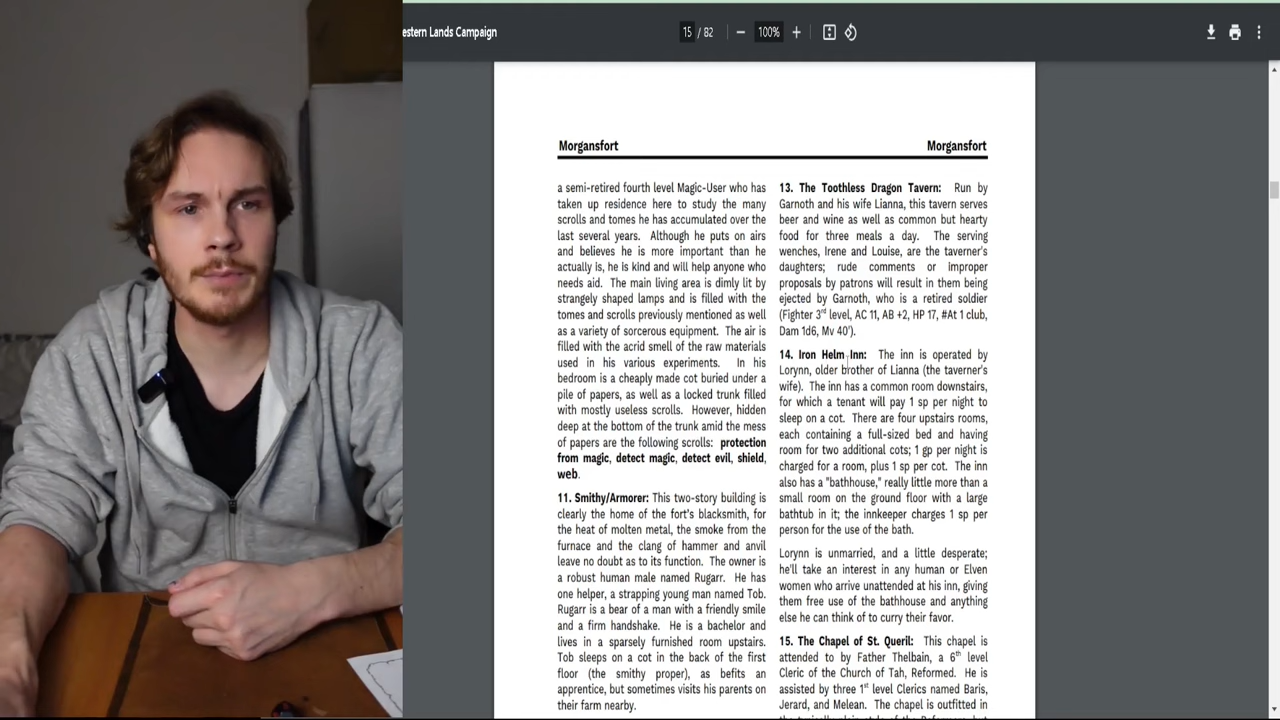 estern Lands Campaign
15 / 82
100%
Morgansfort
Morgansfort
a semi-retired fourth level Magic-User who has
taken up residence here to study the many
scrolls and tomes he has accumulated over the
last several years. Although he puts on airs
and believes he is more important than he
actually is, he is kind and will help anyone who
needs aid. The main living area is dimly lit by
strangely shaped lamps and is filled with the
tomes and scrolls previously mentioned as well
as a variety of sorcerous equipment. The air is
filled with the acrid smell of the raw materials
used in his various experiments. In his
bedroom is a cheaply made cot buried under a
pile of papers, as well as a locked trunk filled
with mostly useless scrolls. However, hidden
deep at the bottom of the trunk amid the mess
of papers are the following scrolls: protection
from magic, detect magic, detect evil, shield,
web.
11. Smithy/Armorer: This two-story building is
clearly the home of the fort's blacksmith, for
the heat of molten metal, the smoke from the
furnace and the clang of hammer and anvil
leave no doubt as to its function. The owner is
a robust human male named Rugarr. He has
one helper, a strapping young man named Tob.
Rugarr is a bear of a man with a friendly smile
and a firm handshake. He is a bachelor and
lives in a sparsely furnished room upstairs.
Tob sleeps on a cot in the back of the first
floor (the smithy proper), as befits an
apprentice, but sometimes visits his parents on
their farm nearby.
13. The Toothless Dragon Tavern: Run by
Garnoth and his wife Lianna, this tavern serves
beer and wine as well as common but hearty
food for three meals a day. The serving
wenches, Irene and Louise, are the taverner's
daughters; rude comments or improper
proposals by patrons will result in them being
ejected by Garnoth, who is a retired soldier
(Fighter 3rd level, AC 11, AB +2, HP 17, #At 1 club,
Dam 1d6, Mv 40').
14. Iron Helm Inn: The inn is operated by
Lorynn, older brother of Lianna (the taverner's
wife). The inn has a common room downstairs,
for which a tenant will pay 1 sp per night to
sleep on a cot. There are four upstairs rooms,
each containing a full-sized bed and having
room for two additional cots; 1 gp per night is
charged for a room, plus 1 sp per cot. The inn
also has a "bathhouse," really little more than a
small room on the ground floor with a large
bathtub in it; the innkeeper charges 1 sp per
person for the use of the bath.
Lorynn is unmarried, and a little desperate;
he'll take an interest in any human or Elven
women who arrive unattended at his inn, giving
them free use of the bathhouse and anything
else he can think of to curry their favor.
15. The Chapel of St. Queril: This chapel is
attended to by Father Thelbain, a 6th level
Cleric of the Church of Tah, Reformed. He is
assisted by three 1st level Clerics named Baris,
Jerard, and Melean. The chapel is outfitted in